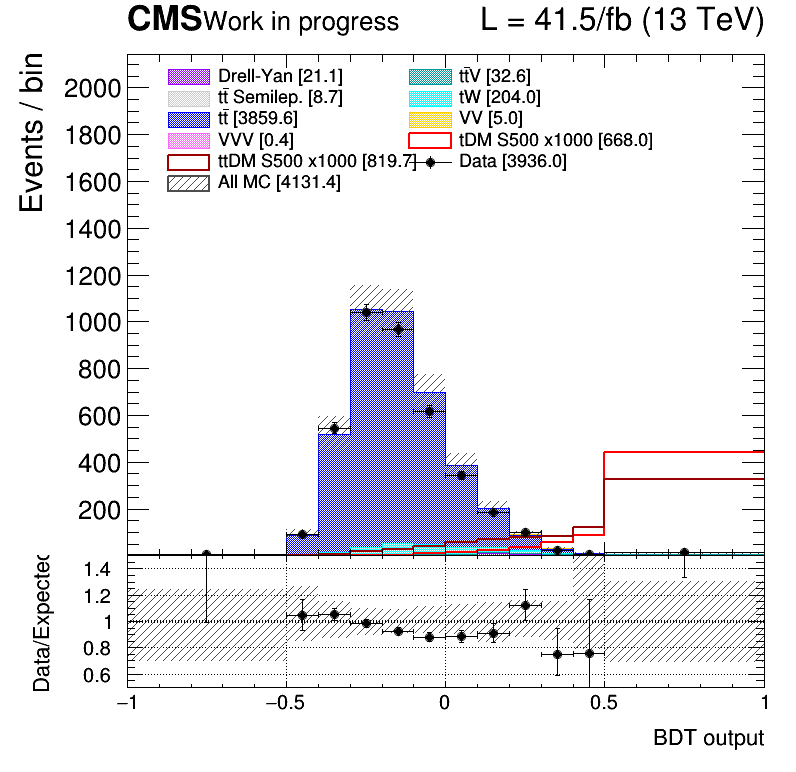 CMS Work in progress L = 41.5/fb (13 TeV)
Events / bin
Drell-Yan [21.1] tt̄V [32.6]
tt̄ Semilep. [8.7] tW [204.0]
tt̄ [3859.6] VV [5.0]
VVV [0.4] tDM S500 x1000 [668.0]
ttDM S500 x1000 [819.7] Data [3936.0]
All MC [4131.4]
2000
1800
1600
1400
1200
1000
800
600
400
200
Data/Expected
1.4
1.2
1
0.8
0.6
−1 −0.5 0 0.5 1
BDT output